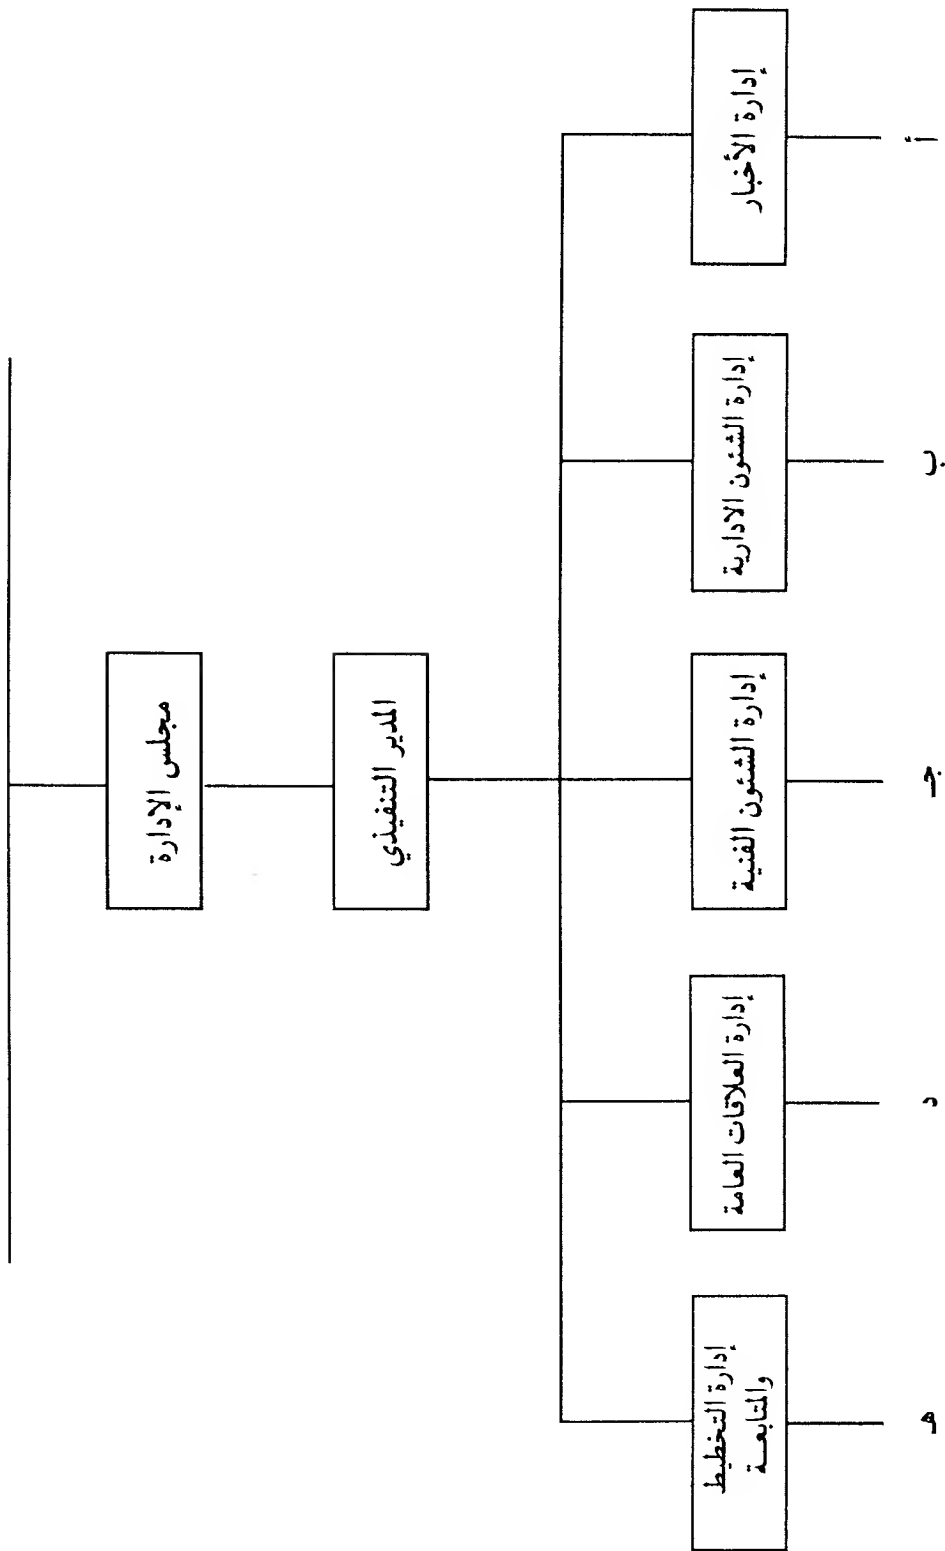 مجلس الإدارة
المدير التنفيذي
إدارة الأخبار
إدارة الشئون الادارية
إدارة الشئون الفنية
إدارة العلاقات العامة
إدارة التخطيط
والمتابعـة
أ
ب
جـ
د
هـ